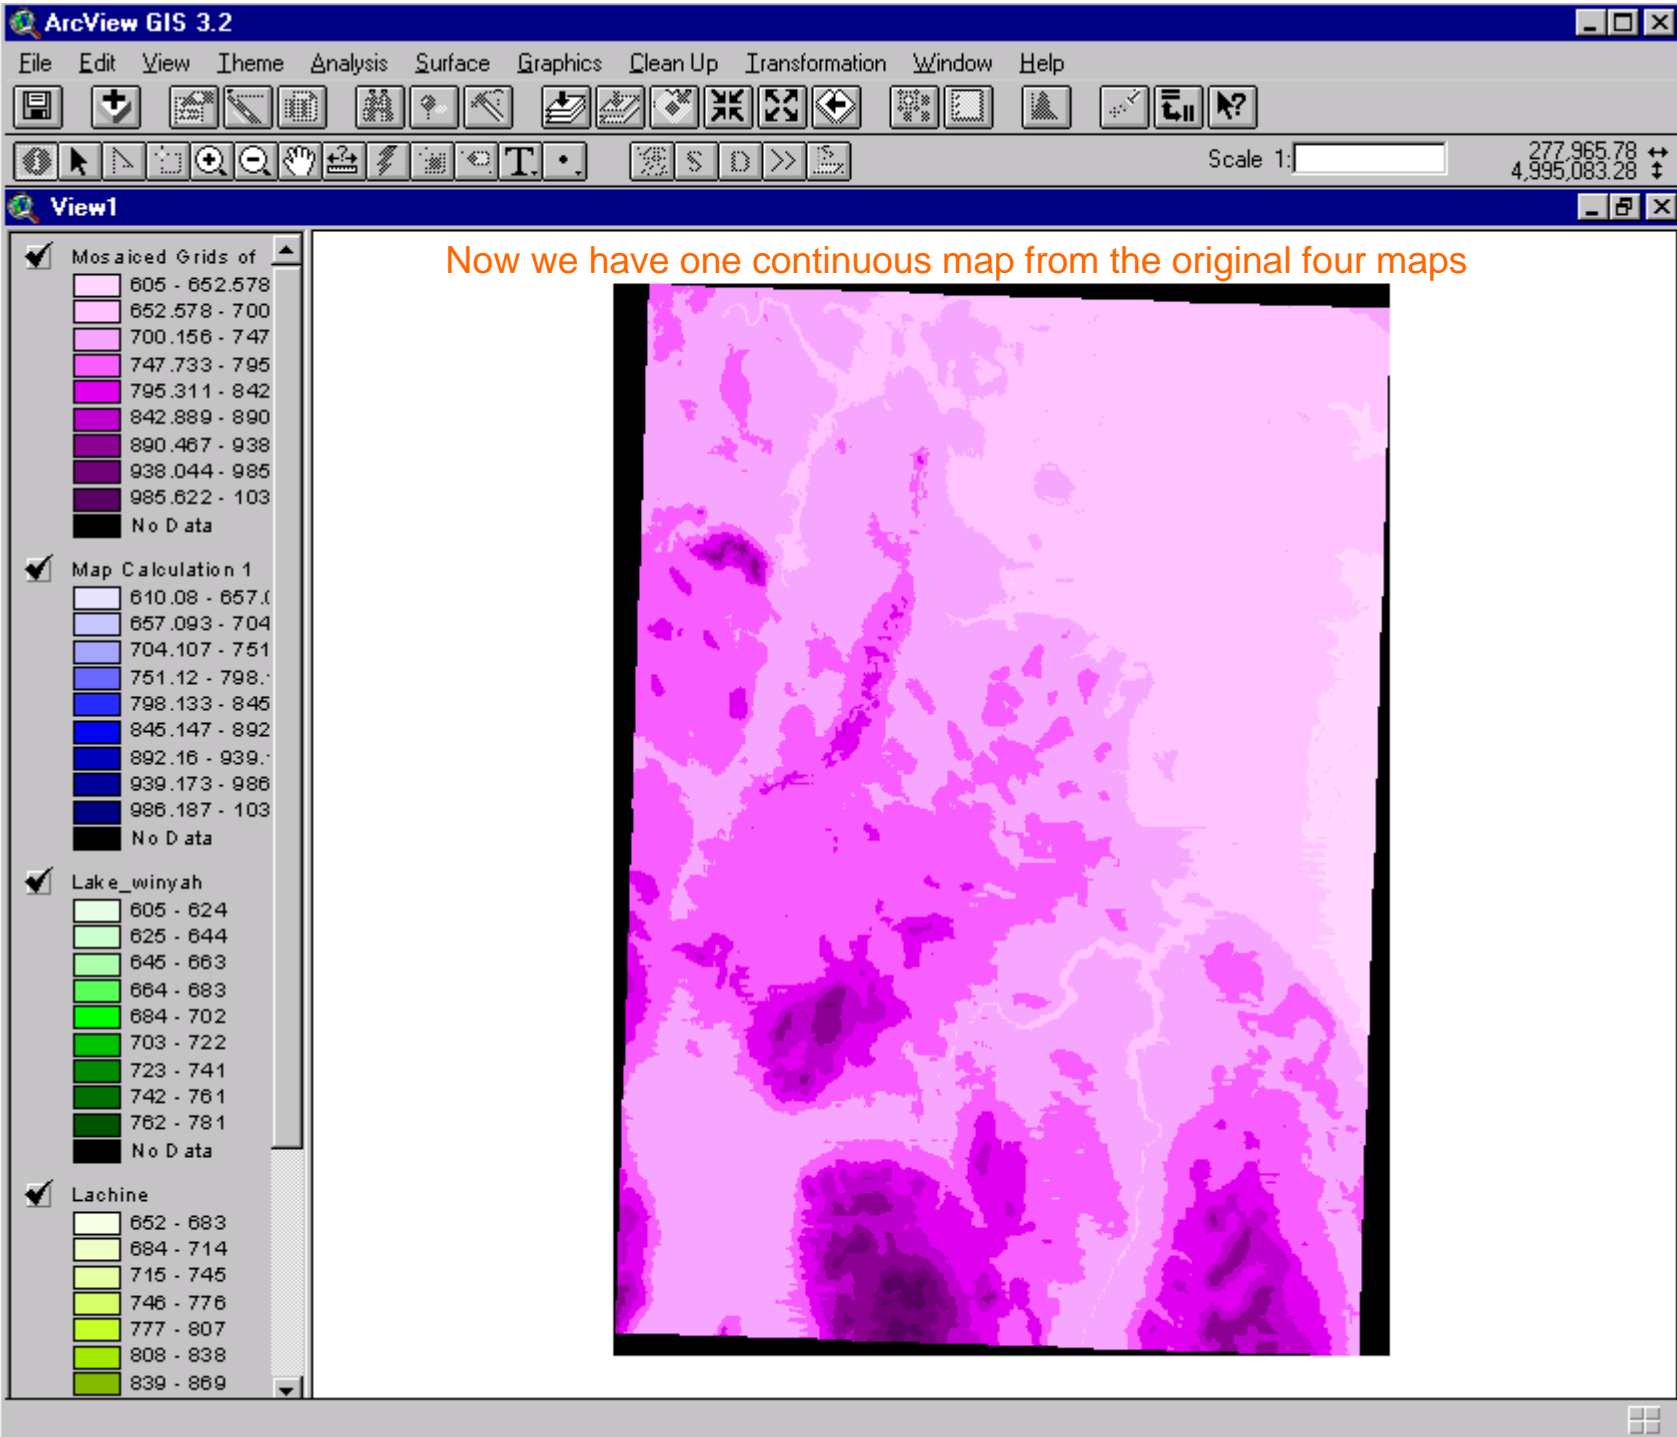 ArcView GIS 3.2
File Edit View Theme Analysis Surface Graphics Clean Up Transformation Window Help
S D >> T ?
Scale 1:
277,965.78
4,995,083.28
View1
Now we have one continuous map from the original four maps
Mosaiced Grids of
605 - 652.578
652.578 - 700
700.156 - 747
747.733 - 795
795.311 - 842
842.889 - 890
890.467 - 938
938.044 - 985
985.622 - 103
No Data
Map Calculation 1
610.08 - 657.0
657.093 - 704
704.107 - 751
751.12 - 798.
798.133 - 845
845.147 - 892
892.16 - 939.
939.173 - 986
986.187 - 103
No Data
Lake_winyah
605 - 624
625 - 644
645 - 663
664 - 683
684 - 702
703 - 722
723 - 741
742 - 761
762 - 781
No Data
Lachine
652 - 683
684 - 714
715 - 745
746 - 776
777 - 807
808 - 838
839 - 869